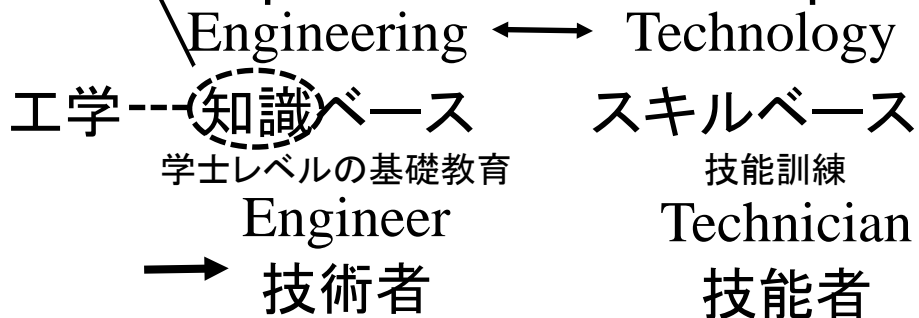 Engineering Technology
工学 知識ベース スキルベース
学士レベルの基礎教育 技能訓練
Engineer Technician
技術者 技能者